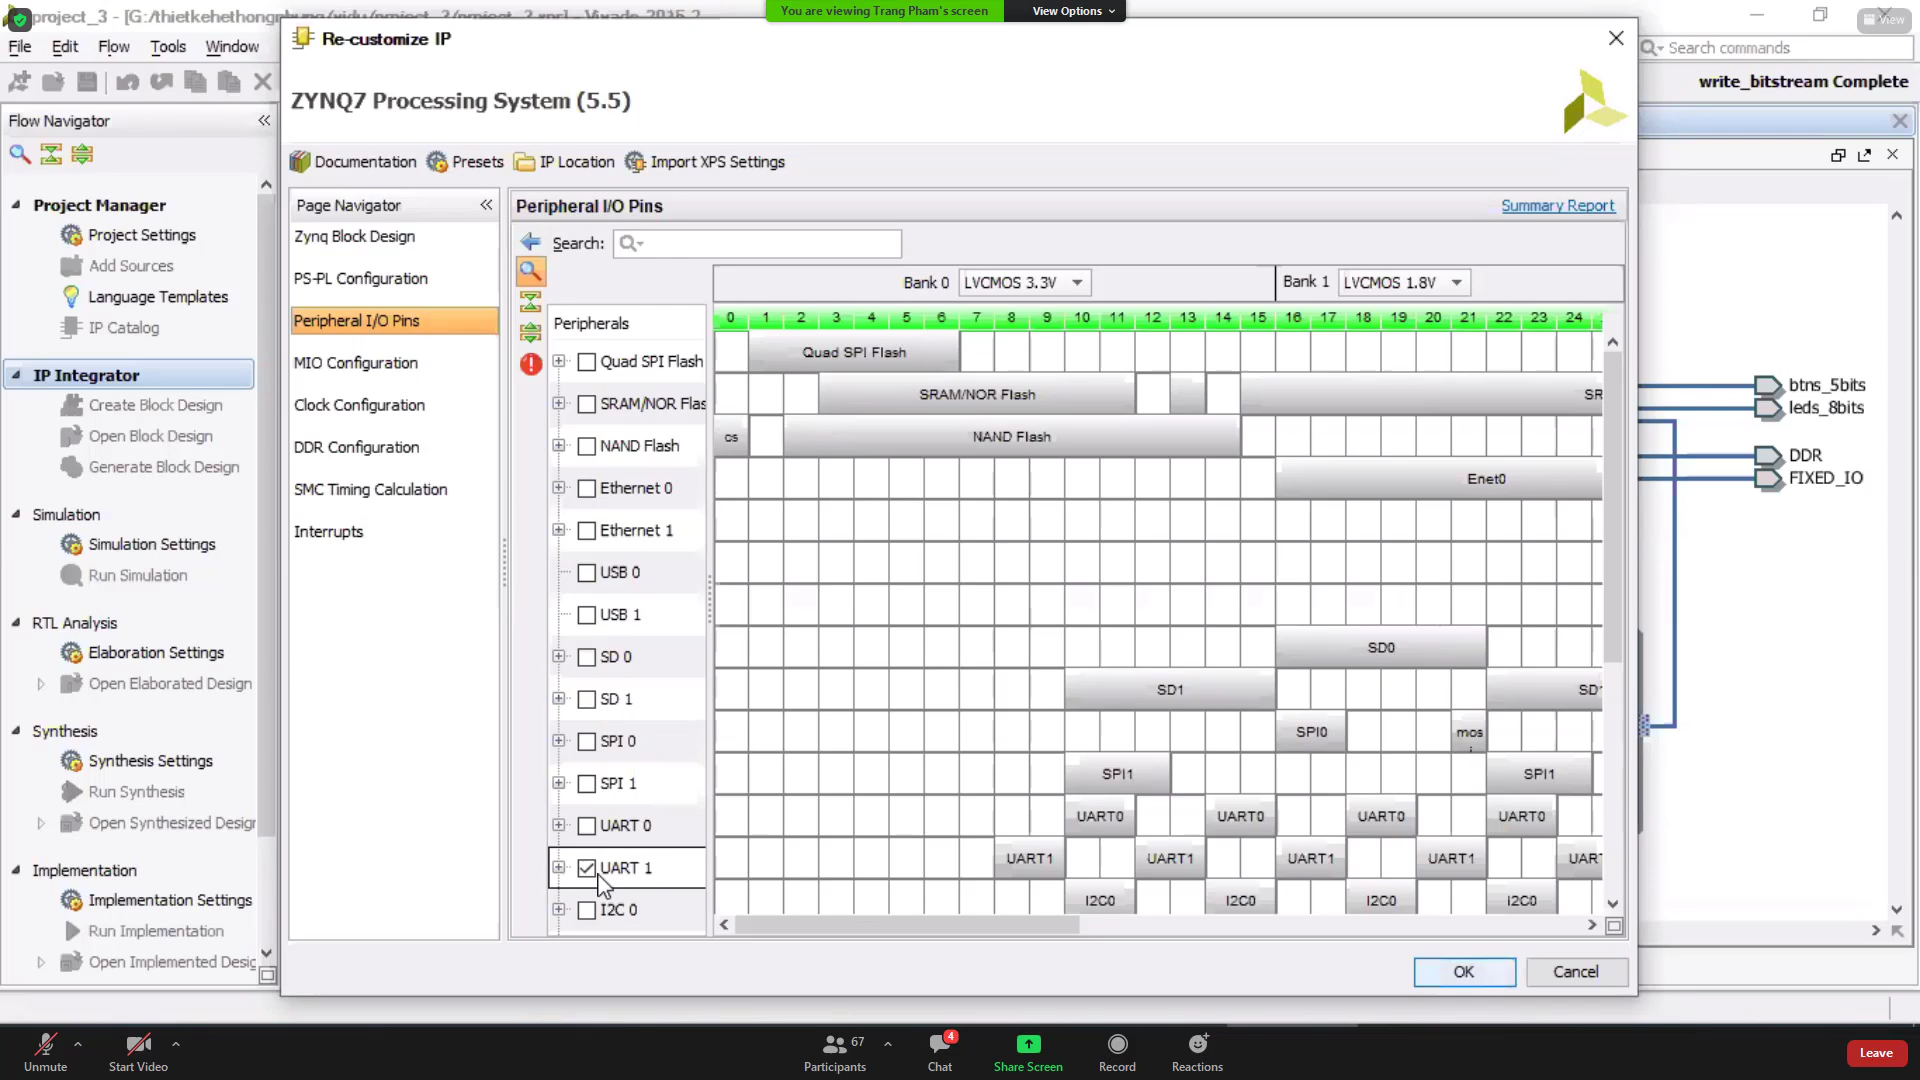 You are viewing Trang Pham's screen
View Options
View
File Edit Flow Tools Window
Search commands
Re-customize IP
write_bitstream Complete
ZYNQ7 Processing System (5.5)
Flow Navigator
Documentation Presets IP Location Import XPS Settings
Project Manager
Project Settings
Add Sources
Language Templates
IP Catalog
IP Integrator
Create Block Design
Open Block Design
Generate Block Design
Simulation
Simulation Settings
Run Simulation
RTL Analysis
Elaboration Settings
Open Elaborated Design
Synthesis
Synthesis Settings
Run Synthesis
Open Synthesized Desigr
Implementation
Implementation Settings
Run Implementation
Open Implemented Desig
Page Navigator
Zynq Block Design
PS-PL Configuration
Peripheral I/O Pins
MIO Configuration
Clock Configuration
DDR Configuration
SMC Timing Calculation
Interrupts
Peripheral I/O Pins
Summary Report
Search:
Bank 0 LVCMOS 3.3V Bank 1 LVCMOS 1.8V
Peripherals
0 1 2 3 4 5 6 7 8 9 10 11 12 13 14 15 16 17 18 19 20 21 22 23 24
Quad SPI Flash Quad SPI Flash
SRAM/NOR Flas SRAM/NOR Flash SR
NAND Flash cs NAND Flash
Ethernet 0 Enet0
Ethernet 1
USB 0
USB 1
SD 0 SD0
SD 1 SD1 SD1
SPI 0 SPI0 mos i
SPI 1 SPI1 SPI1
UART 0 UART0 UART0 UART0 UART0
UART 1 UART1 UART1 UART1 UART1 UAR
I2C 0 I2C0 I2C0 I2C0 I2C0
btns_5bits
leds_8bits
DDR
FIXED_IO
OK Cancel
Unmute
Start Video
67
Participants
4
Chat
Share Screen
Record
Reactions
Leave